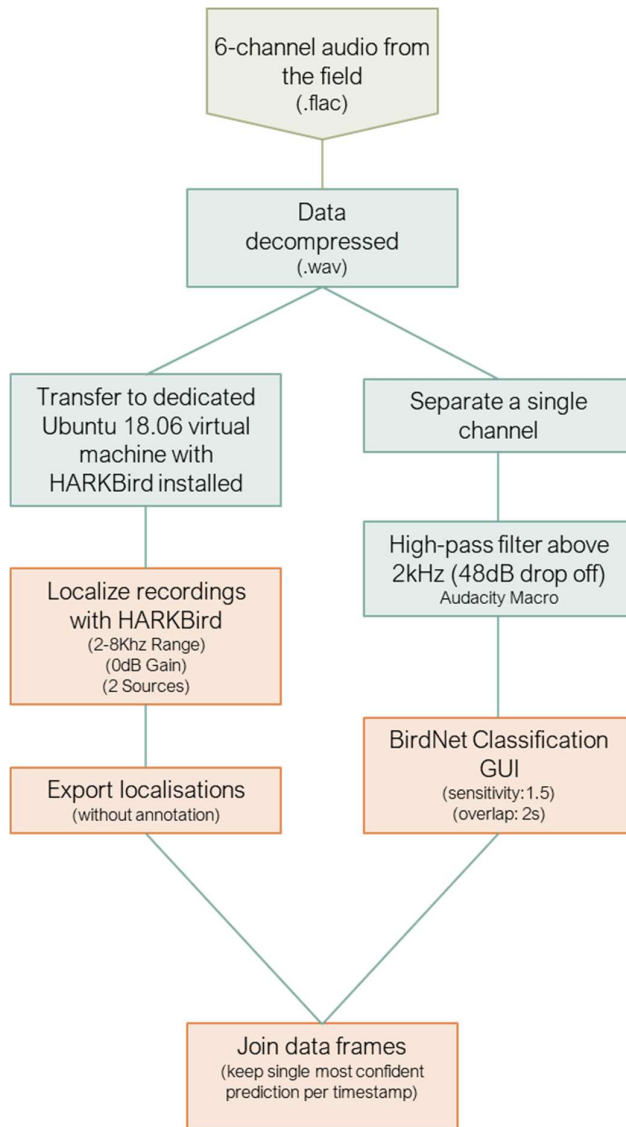 6-channel audio from
the field
(.flac)
Data
decompressed
(.wav)
Transfer to dedicated
Ubuntu 18.06 virtual
machine with
HARKBird installed
Separate a single
channel
High-pass filter above
2kHz (48dB drop off)
Audacity Macro
Localize recordings
with HARKBird
(2-8Khz Range)
(0dB Gain)
(2 Sources)
BirdNet Classification
GUI
(sensitivity:1.5)
(overlap: 2s)
Export localisations
(without annotation)
Join data frames
(keep single most confident
prediction per timestamp)